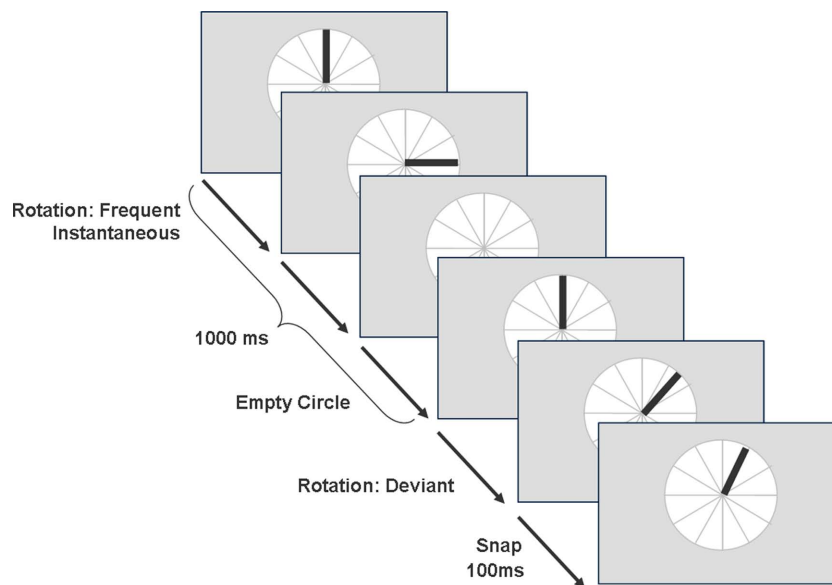 Rotation: Frequent
Instantaneous
1000 ms
Empty Circle
Rotation: Deviant
Snap
100ms